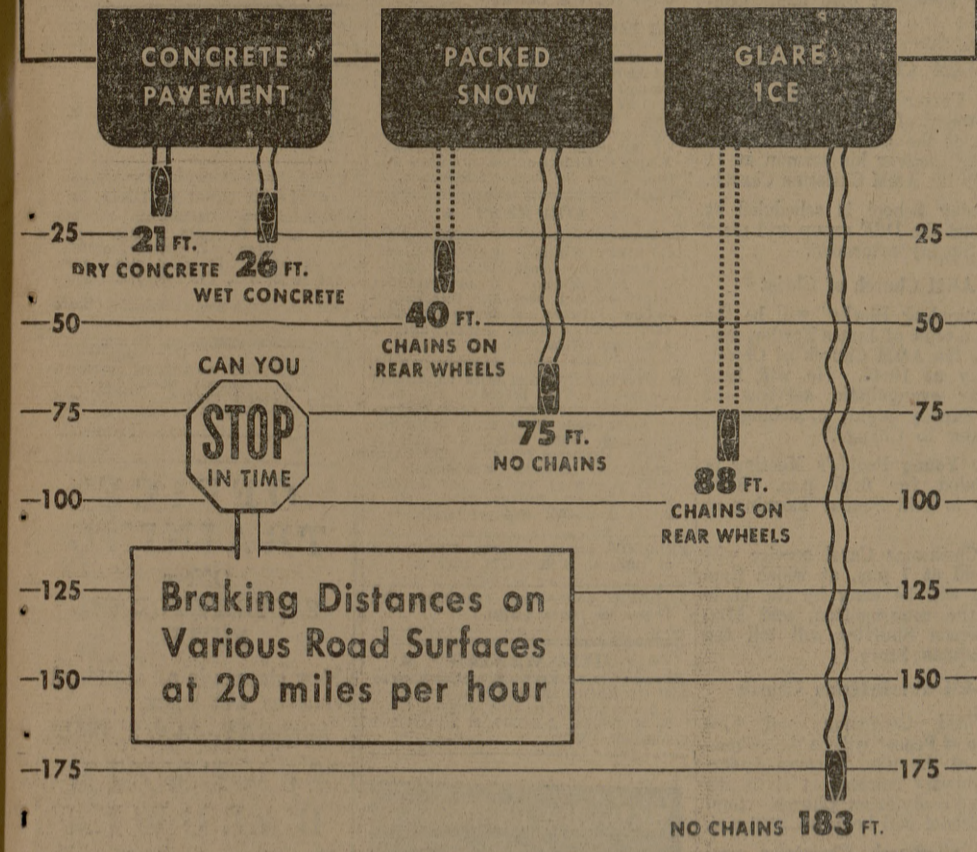 CONCRETE
PAVEMENT
PACKED
SNOW
GLARE
ICE
25
25
21 FT.
DRY CONCRETE
26 FT.
WET CONCRETE
40 FT.
CHAINS ON
REAR WHEELS
50
50
CAN YOU
STOP
IN TIME
75
75
75 FT.
NO CHAINS
88 FT.
CHAINS ON
REAR WHEELS
100
100
125
125
Braking Distances on
Various Road Surfaces
at 20 miles per hour
150
150
175
175
NO CHAINS 183 FT.